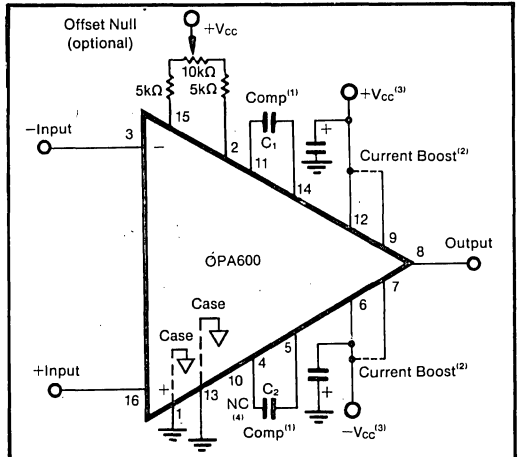 Offset Null
(optional)
+Vcc
10kΩ
5kΩ
5kΩ
Comp(1)
+Vcc(3)
15
−Input
3
−
2
11
C1
+
Current Boost(2)
14
12
9
8
Output
OPA600
Case
Case
6
7
5
4
+Input
+
16
1
13
10
C2
NC
(4)
Comp(1)
+
Current Boost(2)
−Vcc(3)